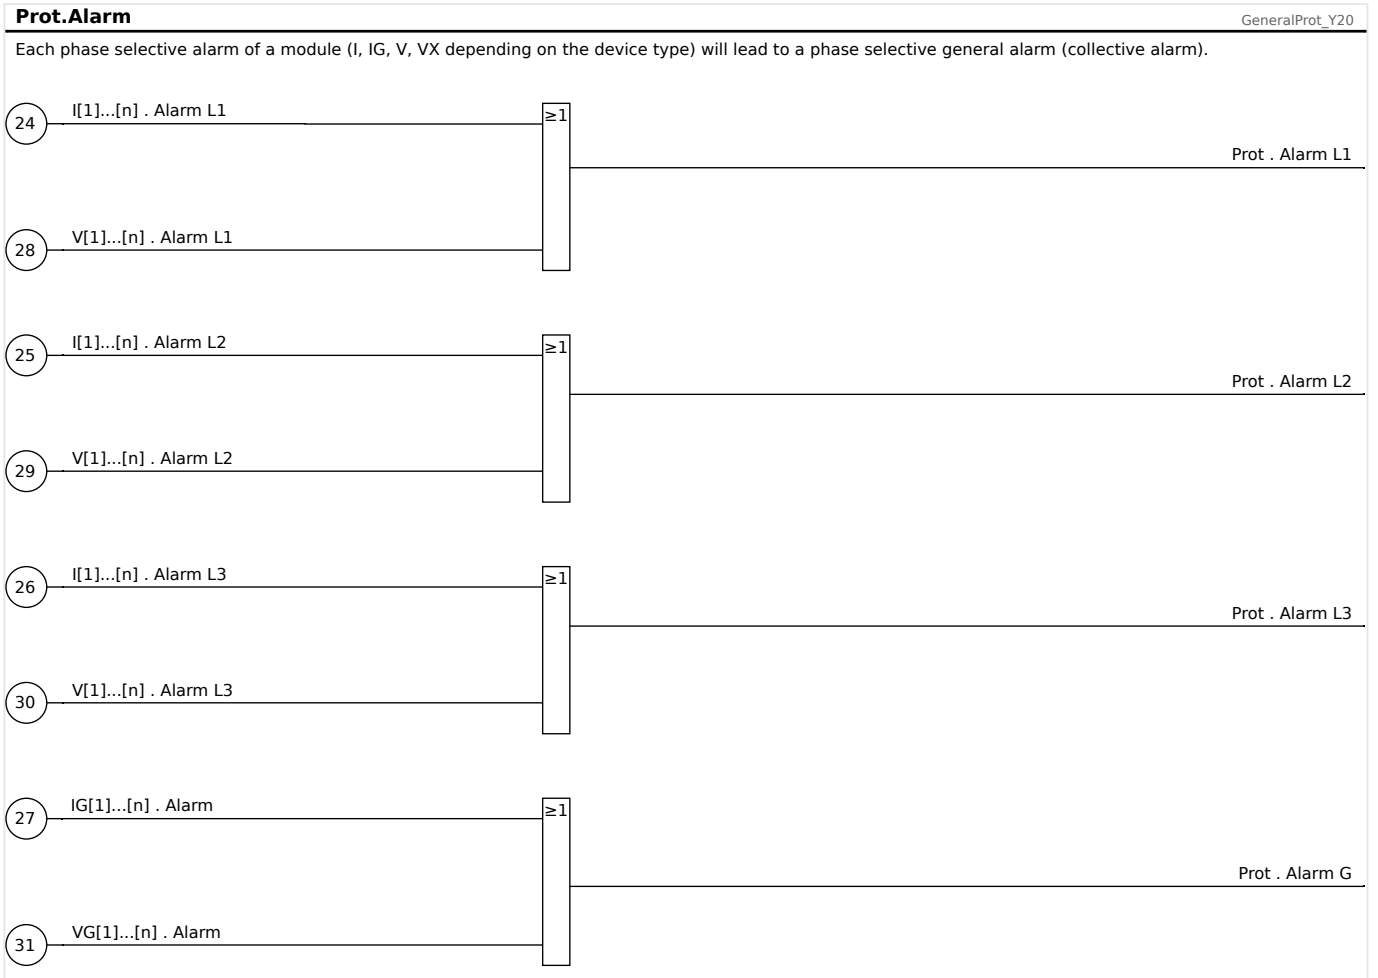 Prot.Alarm
GeneralProt_Y20
Each phase selective alarm of a module (I, IG, V, VX depending on the device type) will lead to a phase selective general alarm (collective alarm).
24
I[1]...[n] . Alarm L1
≥1
Prot . Alarm L1
28
V[1]...[n] . Alarm L1
25
I[1]...[n] . Alarm L2
≥1
Prot . Alarm L2
29
V[1]...[n] . Alarm L2
26
I[1]...[n] . Alarm L3
≥1
Prot . Alarm L3
30
V[1]...[n] . Alarm L3
27
IG[1]...[n] . Alarm
≥1
Prot . Alarm G
31
VG[1]...[n] . Alarm